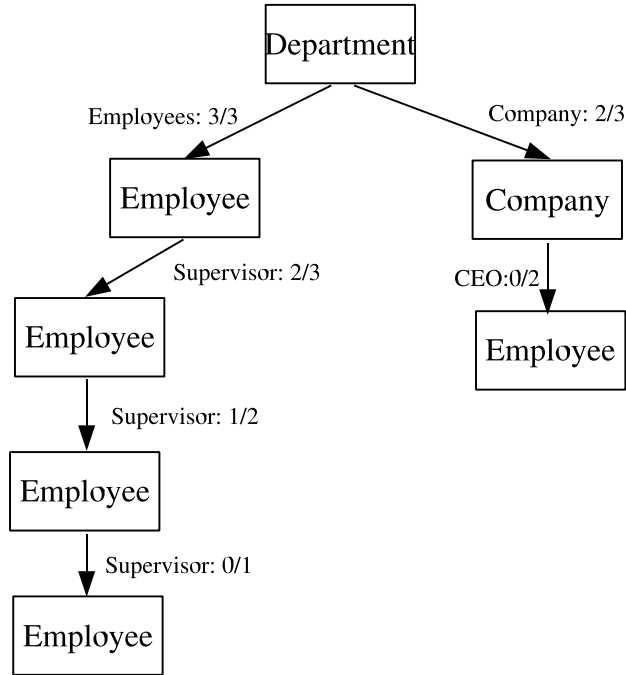 Department
Employees: 3/3
Company: 2/3
Employee
Company
Supervisor: 2/3
CEO:0/2
Employee
Employee
Supervisor: 1/2
Employee
Supervisor: 0/1
Employee